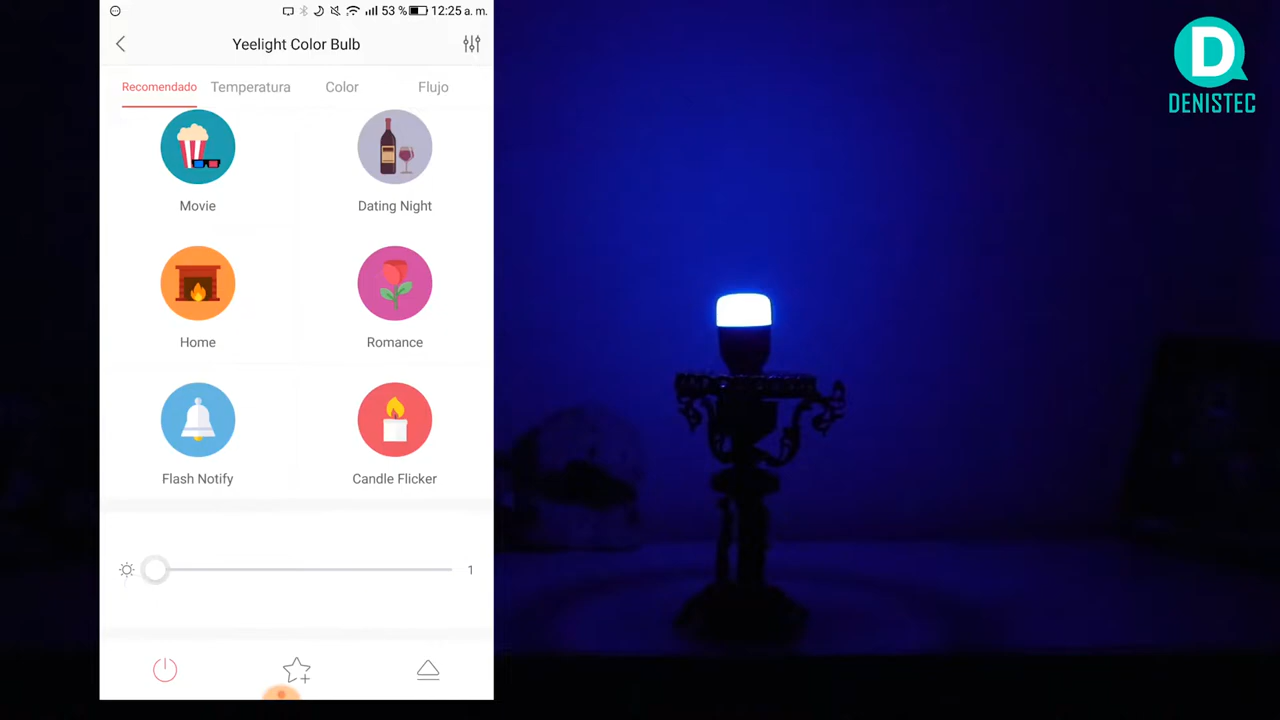 53 % 12:25 a. m.
Yeelight Color Bulb
Recomendado Temperatura Color Flujo
Movie Dating Night
Home Romance
Flash Notify Candle Flicker
1
D
DENISTEC